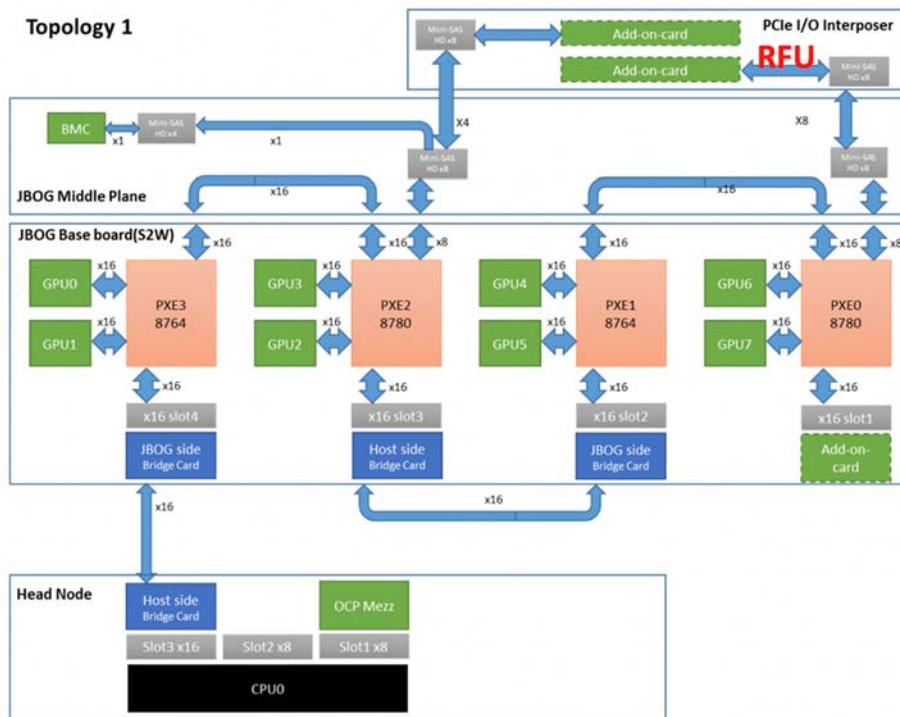 Topology 1
PCIe I/O Interposer
Mini-SAS
HD x8
Add-on-card
Add-on-card
RFU
Mini-SAS
HD x8
BMC
x1
Mini-SAS
HD x4
x1
X4
X8
Mini-SAS
HD x8
Mini-SAS
HD x8
x16
x16
JBOG Middle Plane
JBOG Base board(S2W)
x16
x16
x8
x16
x16
x8
GPU0
x16
PXE3
8764
GPU1
x16
GPU3
x16
PXE2
8780
GPU2
x16
GPU4
x16
PXE1
8764
GPU5
x16
GPU6
x16
PXE0
8780
GPU7
x16
x16
x16
x16
x16
x16 slot4
x16 slot3
x16 slot2
x16 slot1
JBOG side
Bridge Card
Host side
Bridge Card
JBOG side
Bridge Card
Add-on-
card
x16
x16
Head Node
Host side
Bridge Card
OCP Mezz
Slot3 x16
Slot2 x8
Slot1 x8
CPU0